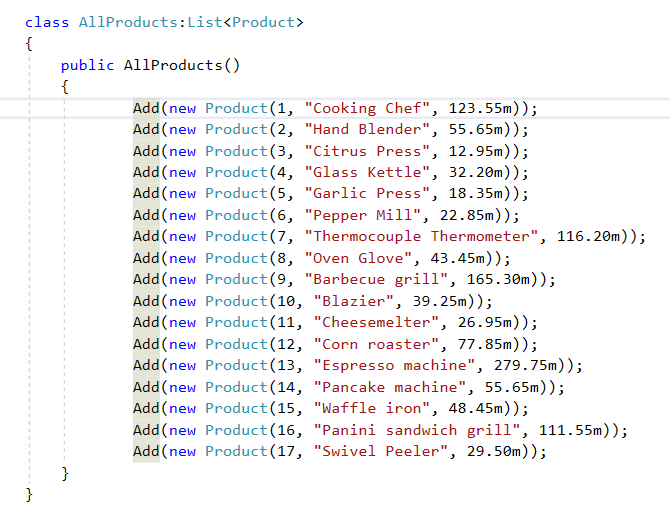 class AllProducts:List<Product>
{
public AllProducts()
{
Add(new Product(1, "Cooking Chef", 123.55m));
Add(new Product(2, "Hand Blender", 55.65m));
Add(new Product(3, "Citrus Press", 12.95m));
Add(new Product(4, "Glass Kettle", 32.20m));
Add(new Product(5, "Garlic Press", 18.35m));
Add(new Product(6, "Pepper Mill", 22.85m));
Add(new Product(7, "Thermocouple Thermometer", 116.20m));
Add(new Product(8, "Oven Glove", 43.45m));
Add(new Product(9, "Barbecue grill", 165.30m));
Add(new Product(10, "Blazier", 39.25m));
Add(new Product(11, "Cheesemelter", 26.95m));
Add(new Product(12, "Corn roaster", 77.85m));
Add(new Product(13, "Espresso machine", 279.75m));
Add(new Product(14, "Pancake machine", 55.65m));
Add(new Product(15, "Waffle iron", 48.45m));
Add(new Product(16, "Panini sandwich grill", 111.55m));
Add(new Product(17, "Swivel Peeler", 29.50m));
}
}